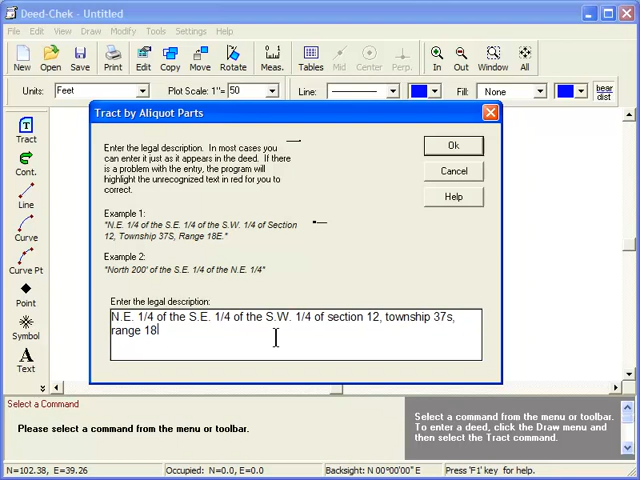 Deed-Chek - Untitled
File Edit View Draw Modify Tools Settings Help
New Open Save Print Edit Copy Move Rotate Meas. Tables Mid Center Perp. In Out Window All
Units: Feet Plot Scale: 1"= 50 Line: Fill: None bear dist
Tract by Aliquot Parts
Tract
Cont.
Line
Curve
Curve Pt
Point
Symbol
Text
Enter the legal description. In most cases you
can enter it just as it appears in the deed. If there
is a problem with the entry, the program will
highlight the unrecognized text in red for you to
correct.
Ok
Cancel
Help
Example 1:
"N.E. 1/4 of the S.E. 1/4 of the S.W. 1/4 of Section
12, Township 37S, Range 18E."
Example 2:
"North 200' of the S.E. 1/4 of the N.E. 1/4"
Enter the legal description:
N.E. 1/4 of the S.E. 1/4 of the S.W. 1/4 of section 12, township 37s,
range 18
Select a Command
Please select a command from the menu or toolbar.
Select a command from the menu or toolbar.
To enter a deed, click the Draw menu and
then select the Tract command.
N=102.38, E=39.26 Occupied: N=0.0, E=0.0 Backsight: N 00°00'00" E Press 'F1' key for help.